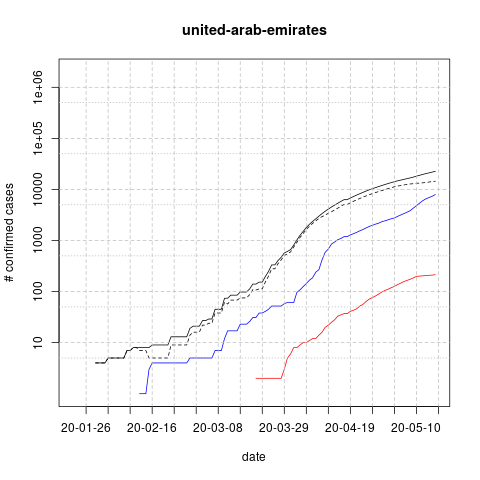 united-arab-emirates
# confirmed cases
1e+06
1e+05
10000
1000
100
10
20-01-26 20-02-16 20-03-08 20-03-29 20-04-19 20-05-10
date